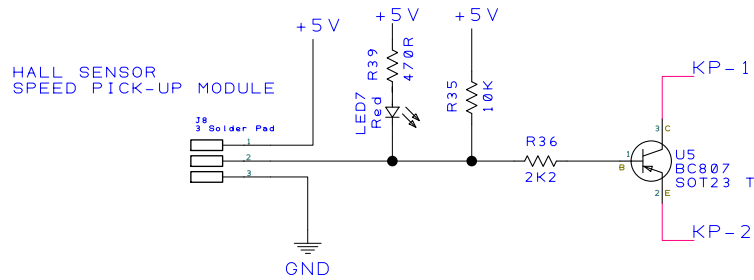 +5V
+5V
+5V
HALL SENSOR
SPEED PICK-UP MODULE
R39
470R
R35
10K
LED7
Red
KP-1
J8
3 Solder Pad
1
2
3
R36
2K2
3
C
1
B
U5
BC807
SOT23 T
2
E
KP-2
GND